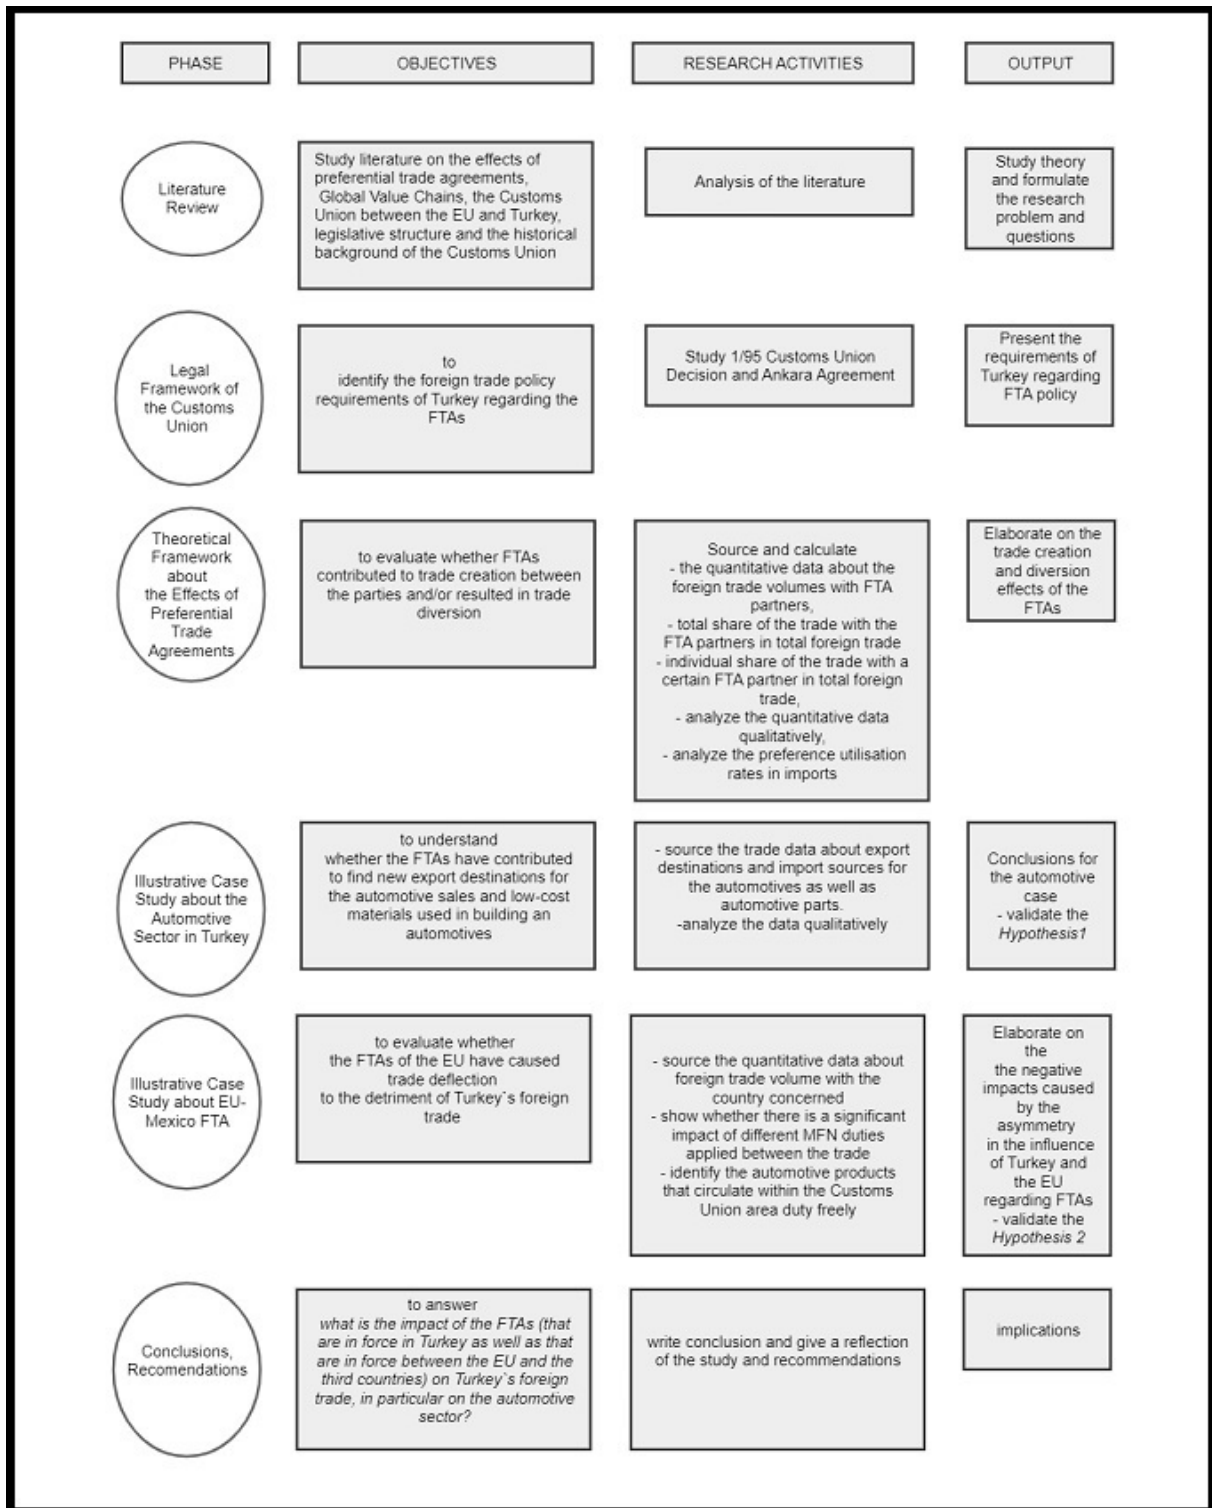 PHASE
OBJECTIVES
RESEARCH ACTIVITIES
OUTPUT
Literature
Review
Study literature on the effects of
preferential trade agreements,
Global Value Chains, the Customs
Union between the EU and Turkey,
legislative structure and the historical
background of the Customs Union
Analysis of the literature
Study theory
and formulate
the research
problem and
questions
Legal
Framework of
the Customs
Union
to
identify the foreign trade policy
requirements of Turkey regarding the
FTAs
Study 1/95 Customs Union
Decision and Ankara Agreement
Present the
requirements of
Turkey regarding
FTA policy
Theoretical
Framework
about
the Effects of
Preferential
Trade
Agreements
to evaluate whether FTAs
contributed to trade creation between
the parties and/or resulted in trade
diversion
Source and calculate
- the quantitative data about the
foreign trade volumes with FTA
partners,
- total share of the trade with the
FTA partners in total foreign trade
- individual share of the trade with a
certain FTA partner in total foreign
trade,
- analyze the quantitative data
qualitatively,
- analyze the preference utilisation
rates in imports
Elaborate on the
trade creation
and diversion
effects of the
FTAs
Illustrative Case
Study about the
Automotive
Sector in Turkey
to understand
whether the FTAs have contributed
to find new export destinations for
the automotive sales and low-cost
materials used in building an
automotives
- source the trade data about export
destinations and import sources for
the automotives as well as
automotive parts.
-analyze the data qualitatively
Conclusions for
the automotive
case
- validate the
Hypothesis1
Illustrative Case
Study about EU-
Mexico FTA
to evaluate whether
the FTAs of the EU have caused
trade deflection
to the detriment of Turkey`s foreign
trade
- source the quantitative data about
foreign trade volume with the
country concerned
- show whether there is a significant
impact of different MFN duties
applied between the trade
- identify the automotive products
that circulate within the Customs
Union area duty freely
Elaborate on
the
the negative
impacts caused
by the
asymmetry
in the influence
of Turkey and
the EU
regarding FTAs
- validate the
Hypothesis 2
Conclusions,
Recomendations
to answer
what is the impact of the FTAs (that
are in force in Turkey as well as that
are in force between the EU and the
third countries) on Turkey`s foreign
trade, in particular on the automotive
sector?
write conclusion and give a reflection
of the study and recommendations
implications